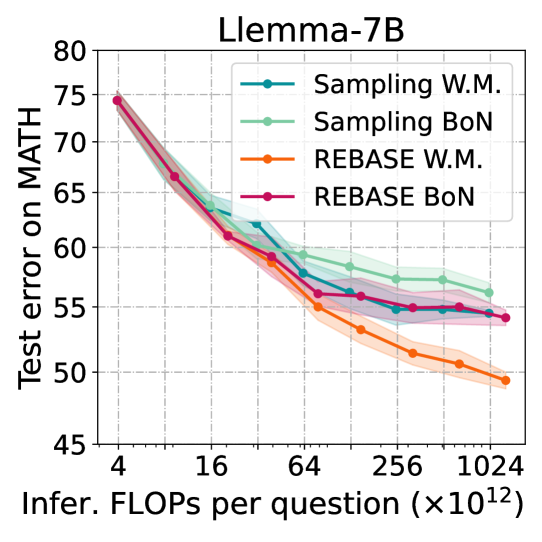 Llemma-7B
Test error on MATH
80
75
70
65
60
55
50
45
Sampling W.M.
Sampling BoN
REBASE W.M.
REBASE BoN
4 16 64 256 1024
Infer. FLOPs per question (×10¹²)